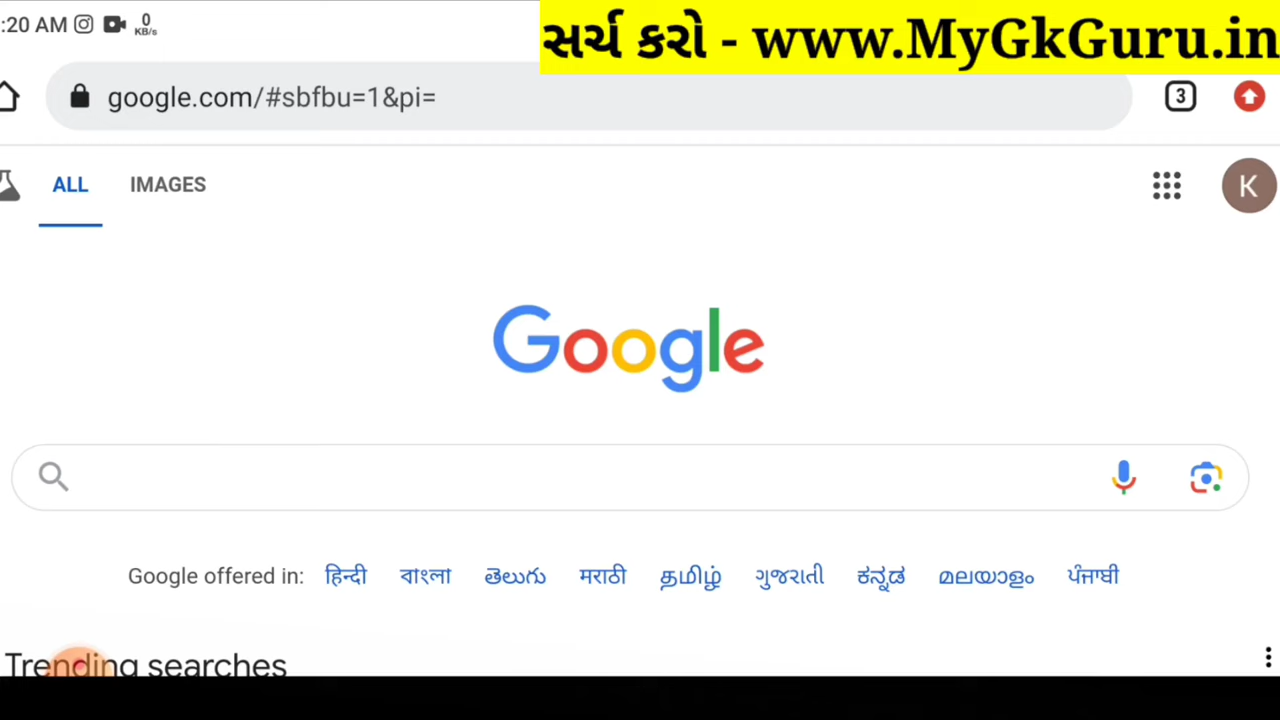 :20 AM 0 KB/s
સર્ચ કરો - www.MyGkGuru.in
google.com/#sbfbu=1&pi=
3
ALL IMAGES
K
Google
Google offered in: हिन्दी বাংলা తెలుగు मराठी தமிழ் ગુજરાતી ಕನ್ನಡ മലയാളം ਪੰਜਾਬੀ
Trending searches